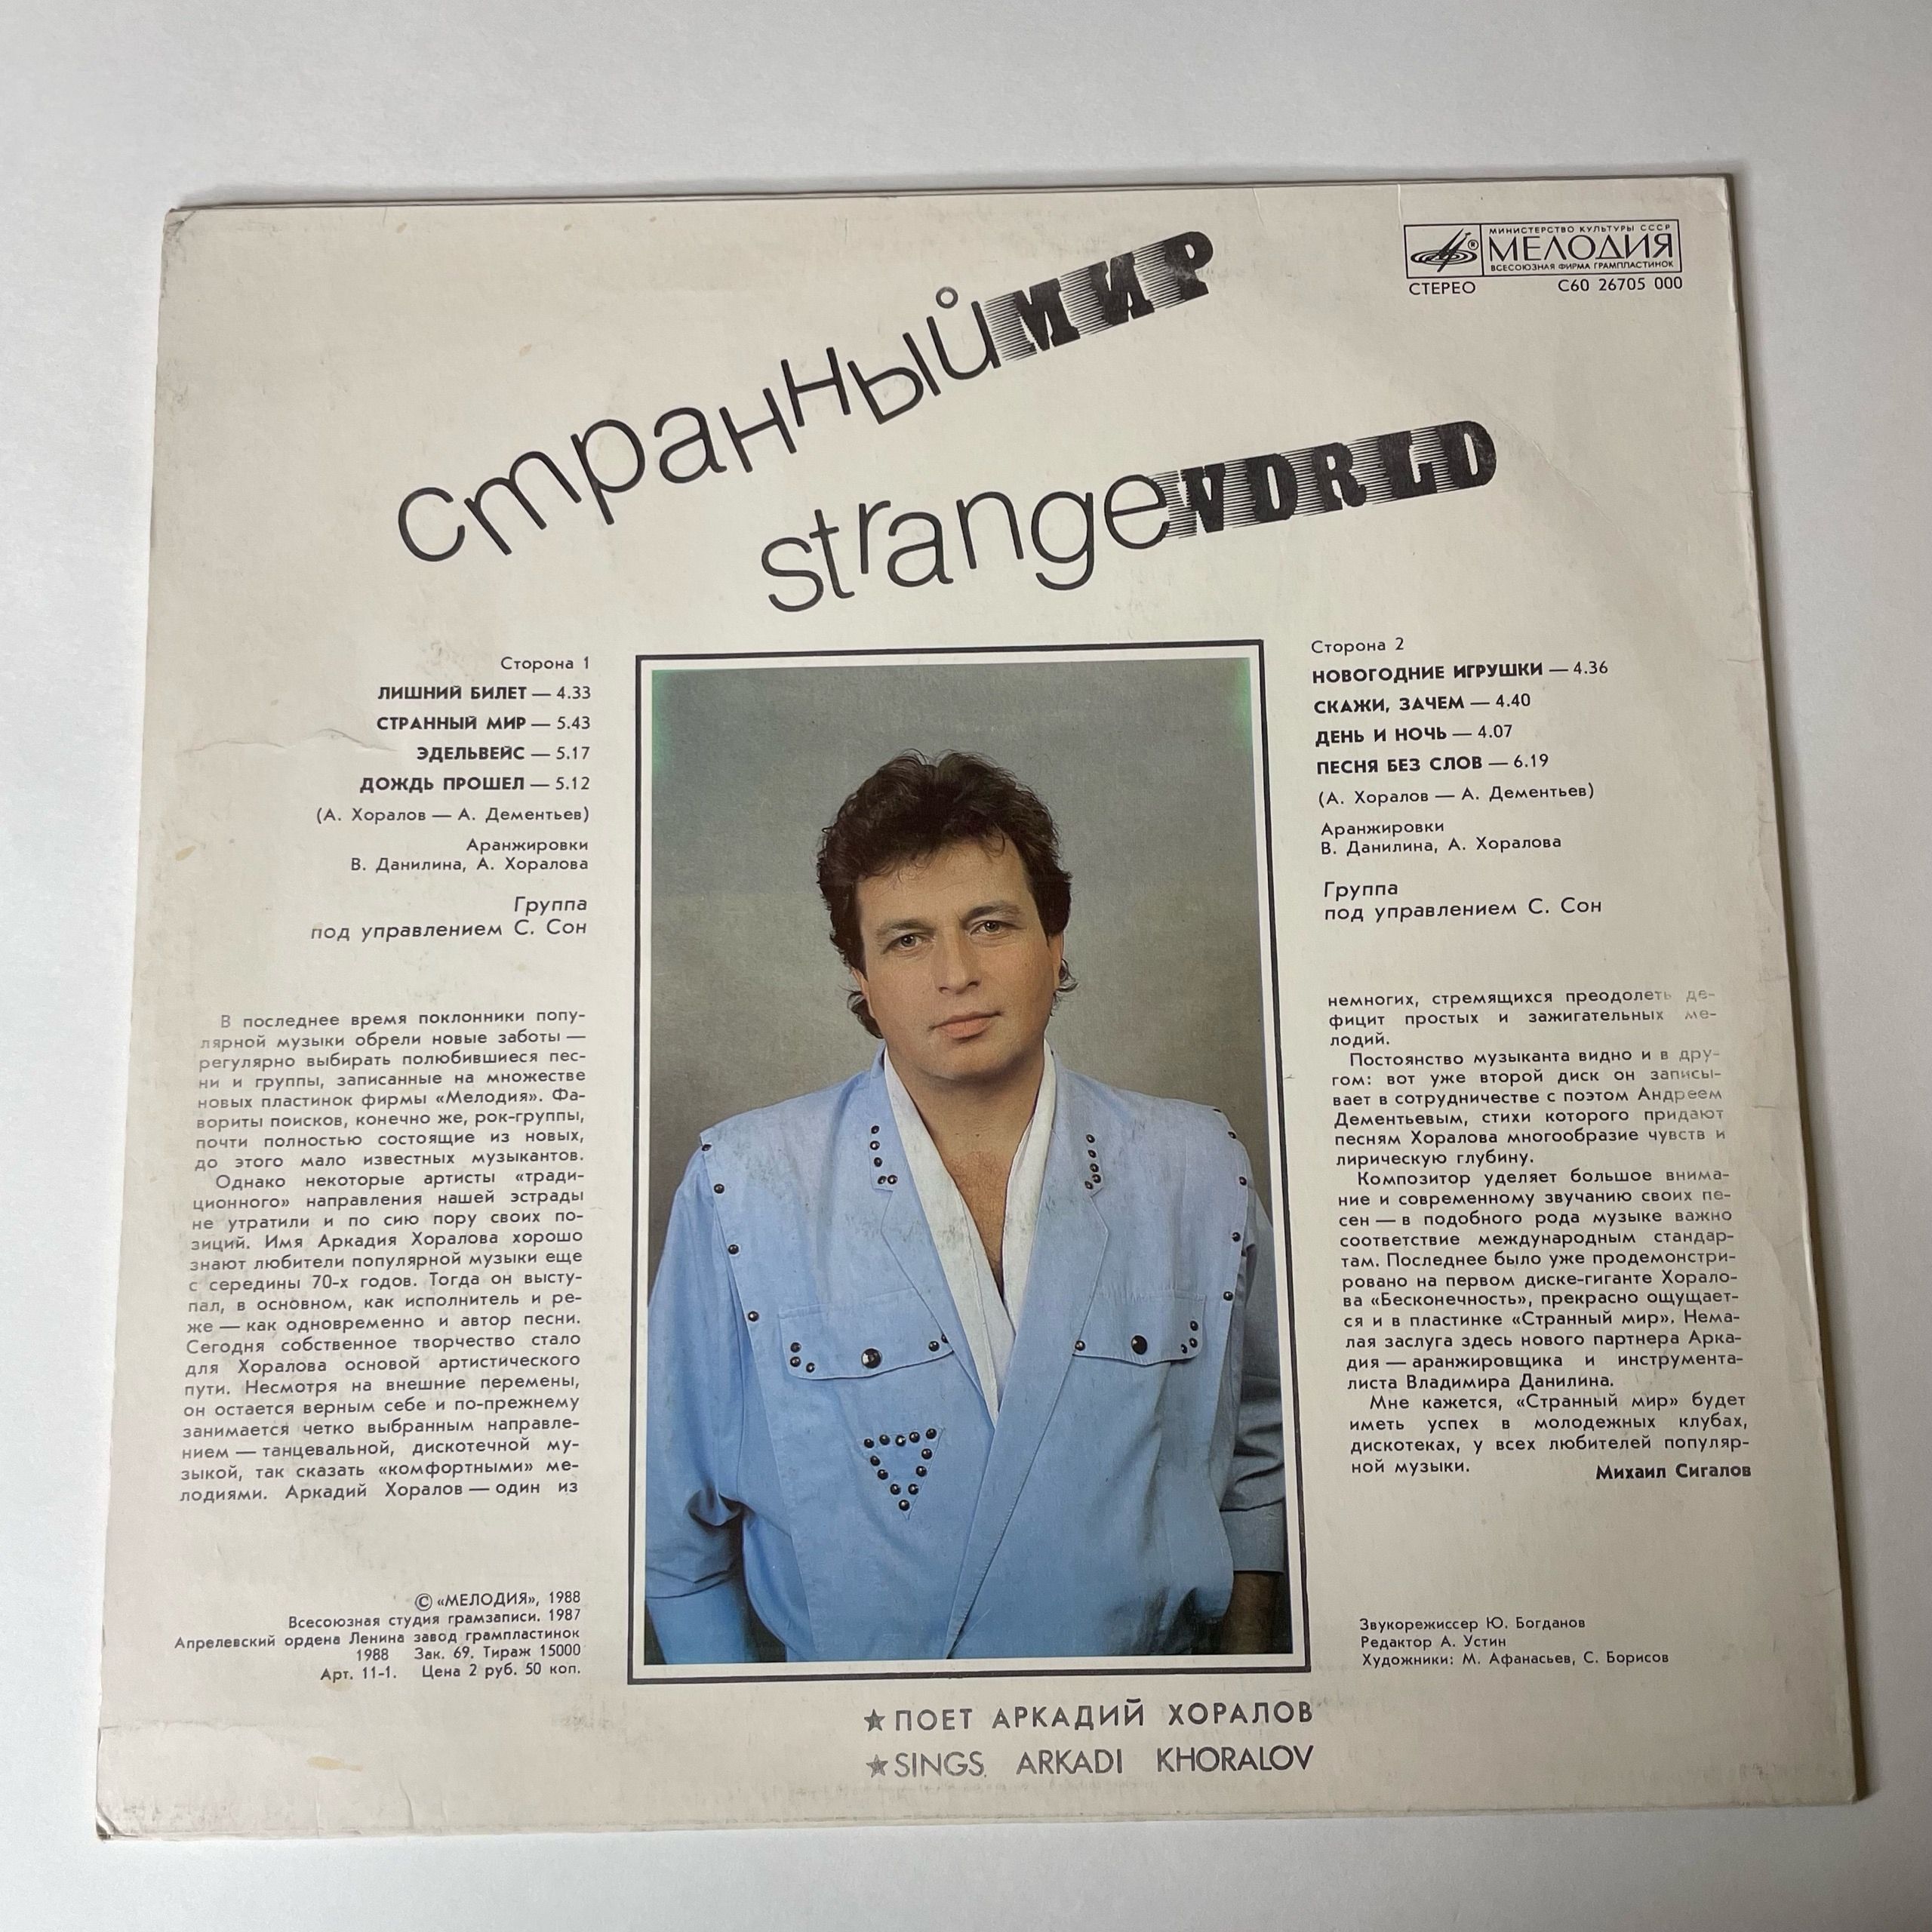 странный МИР
strange WORLD
МИНИСТЕРСТВО КУЛЬТУРЫ СССР
МЕЛОДИЯ
®
ВСЕСОЮЗНАЯ ФИРМА ГРАМПЛАСТИНОК
СТЕРЕО С60 26705 000
Сторона 1
ЛИШНИЙ БИЛЕТ — 4.33
СТРАННЫЙ МИР — 5.43
ЭДЕЛЬВЕЙС — 5.17
ДОЖДЬ ПРОШЕЛ — 5.12
(А. Хоралов — А. Дементьев)
Аранжировки
В. Данилина, А. Хоралова
Группа
под управлением С. Сон
В последнее время поклонники попу-
лярной музыки обрели новые заботы —
регулярно выбирать полюбившиеся пес-
ни и группы, записанные на множестве
новых пластинок фирмы «Мелодия». Фа-
вориты поисков, конечно же, рок-группы,
почти полностью состоящие из новых,
до этого мало известных музыкантов.
Однако некоторые артисты «тради-
ционного» направления нашей эстрады
не утратили и по сию пору своих по-
зиций. Имя Аркадия Хоралова хорошо
знают любители популярной музыки еще
с середины 70-х годов. Тогда он высту-
пал, в основном, как исполнитель и ре-
же — как одновременно и автор песни.
Сегодня собственное творчество стало
для Хоралова основой артистического
пути. Несмотря на внешние перемены,
он остается верным себе и по-прежнему
занимается четко выбранным направле-
нием — танцевальной, дискотечной му-
зыкой, так сказать «комфортными» ме-
лодиями. Аркадий Хоралов — один из
© «МЕЛОДИЯ», 1988
Всесоюзная студия грамзаписи. 1987
Апрелевский ордена Ленина завод грампластинок
1988 Зак. 69. Тираж 15000
Арт. 11-1. Цена 2 руб. 50 коп.
Сторона 2
НОВОГОДНИЕ ИГРУШКИ — 4.36
СКАЖИ, ЗАЧЕМ — 4.40
ДЕНЬ И НОЧЬ — 4.07
ПЕСНЯ БЕЗ СЛОВ — 6.19
(А. Хоралов — А. Дементьев)
Аранжировки
В. Данилина, А. Хоралова
Группа
под управлением С. Сон
немногих, стремящихся преодолеть де-
фицит простых и зажигательных ме-
лодий.
Постоянство музыканта видно и в дру-
гом: вот уже второй диск он записы-
вает в сотрудничестве с поэтом Андреем
Дементьевым, стихи которого придают
песням Хоралова многообразие чувств и
лирическую глубину.
Композитор уделяет большое внима-
ние и современному звучанию своих пе-
сен — в подобного рода музыке важно
соответствие международным стандар-
там. Последнее было уже продемонстри-
ровано на первом диске-гиганте Хорало-
ва «Бесконечность», прекрасно ощущает-
ся и в пластинке «Странный мир». Нема-
лая заслуга здесь нового партнера Арка-
дия — аранжировщика и инструмента-
листа Владимира Данилина.
Мне кажется, «Странный мир» будет
иметь успех в молодежных клубах,
дискотеках, у всех любителей популяр-
ной музыки.
Михаил Сигалов
Звукорежиссер Ю. Богданов
Редактор А. Устин
Художники: М. Афанасьев, С. Борисов
★ПОЕТ АРКАДИЙ ХОРАЛОВ
★SINGS ARKADI KHORALOV